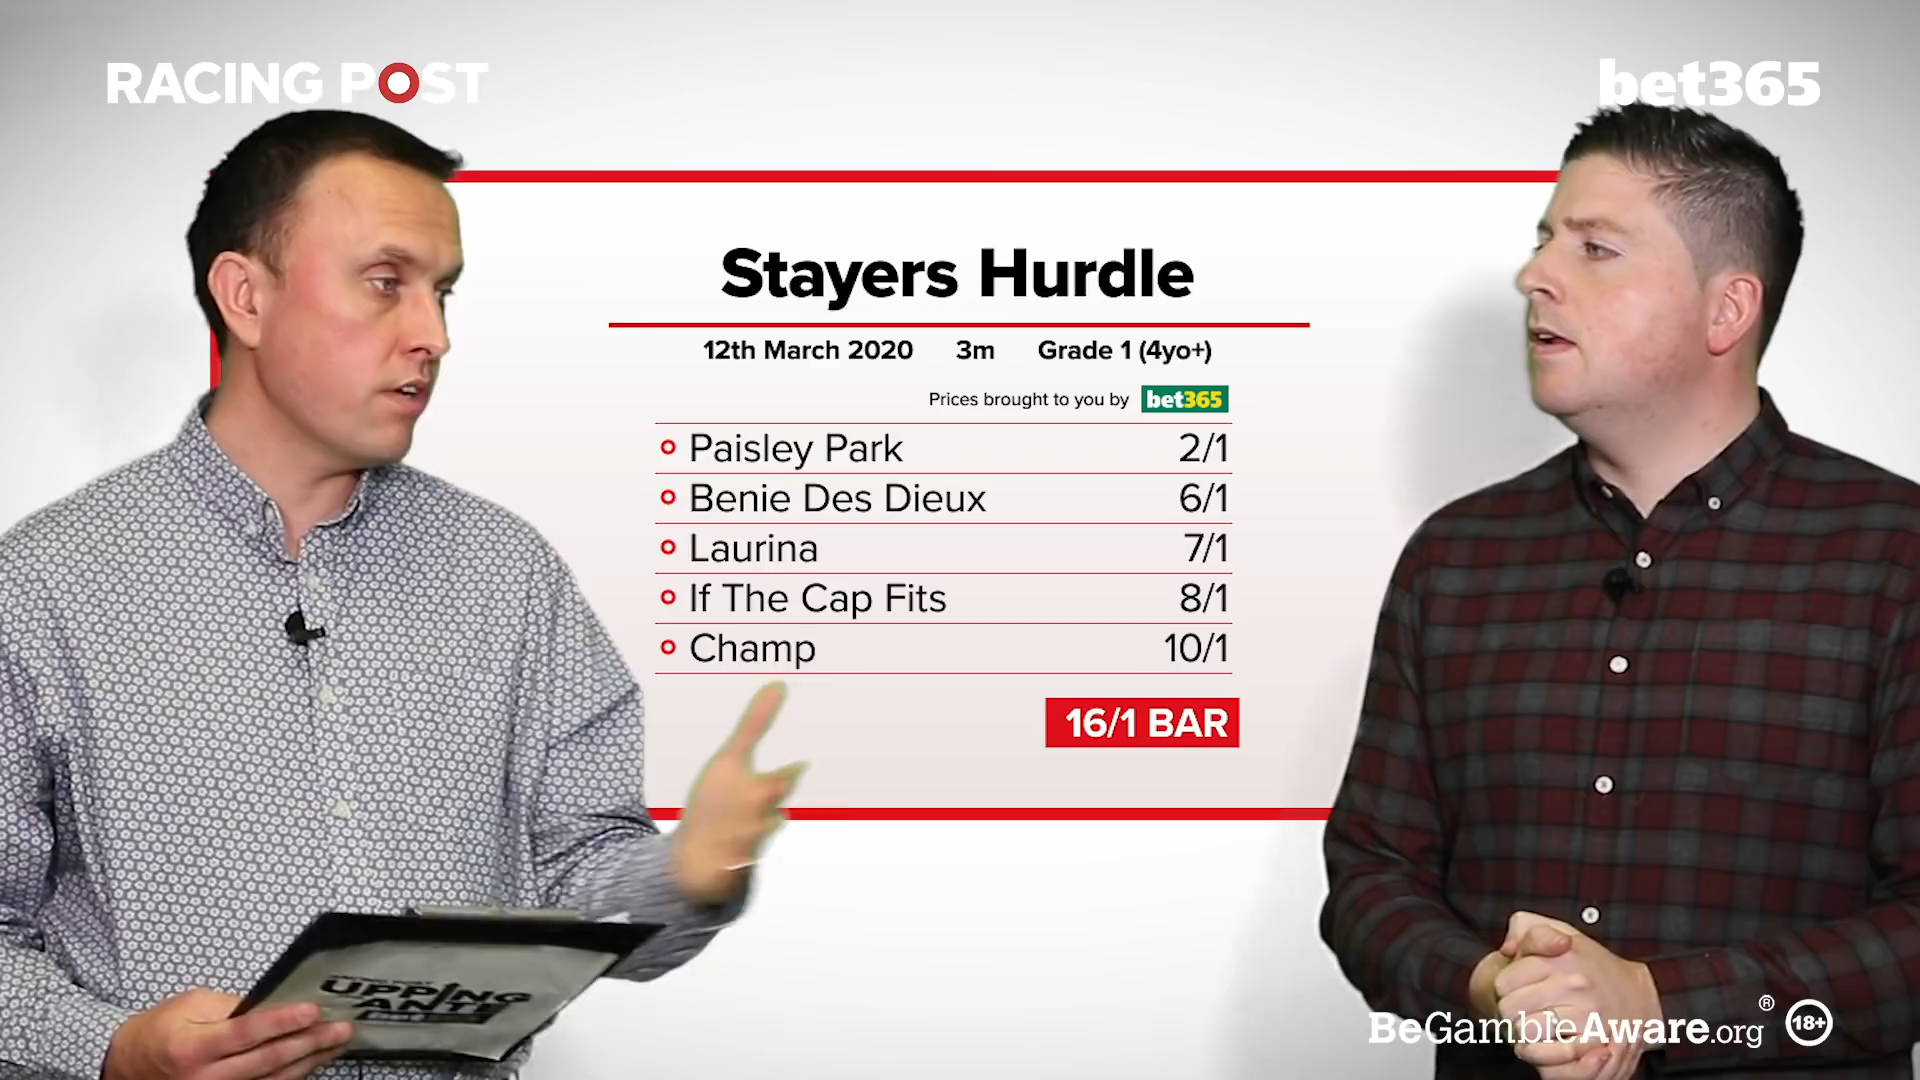 RACING POST
bet365
Stayers Hurdle
12th March 2020 3m Grade 1 (4yo+)
Prices brought to you by bet365
Paisley Park 2/1
Benie Des Dieux 6/1
Laurina 7/1
If The Cap Fits 8/1
Champ 10/1
16/1 BAR
UPPING
ANTE
BeGambleAware.org® 18+